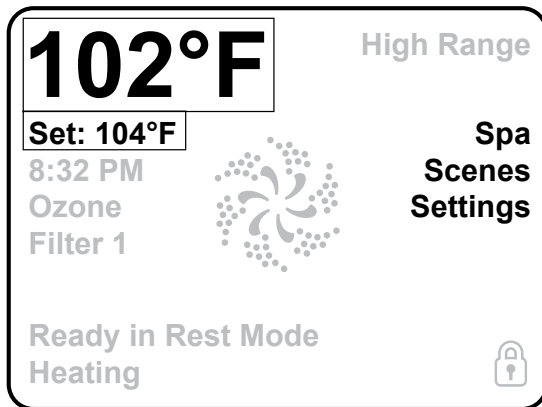 102°F
High Range
Set: 104°F
Spa
8:32 PM
Scenes
Ozone
Settings
Filter 1
Ready in Rest Mode
Heating